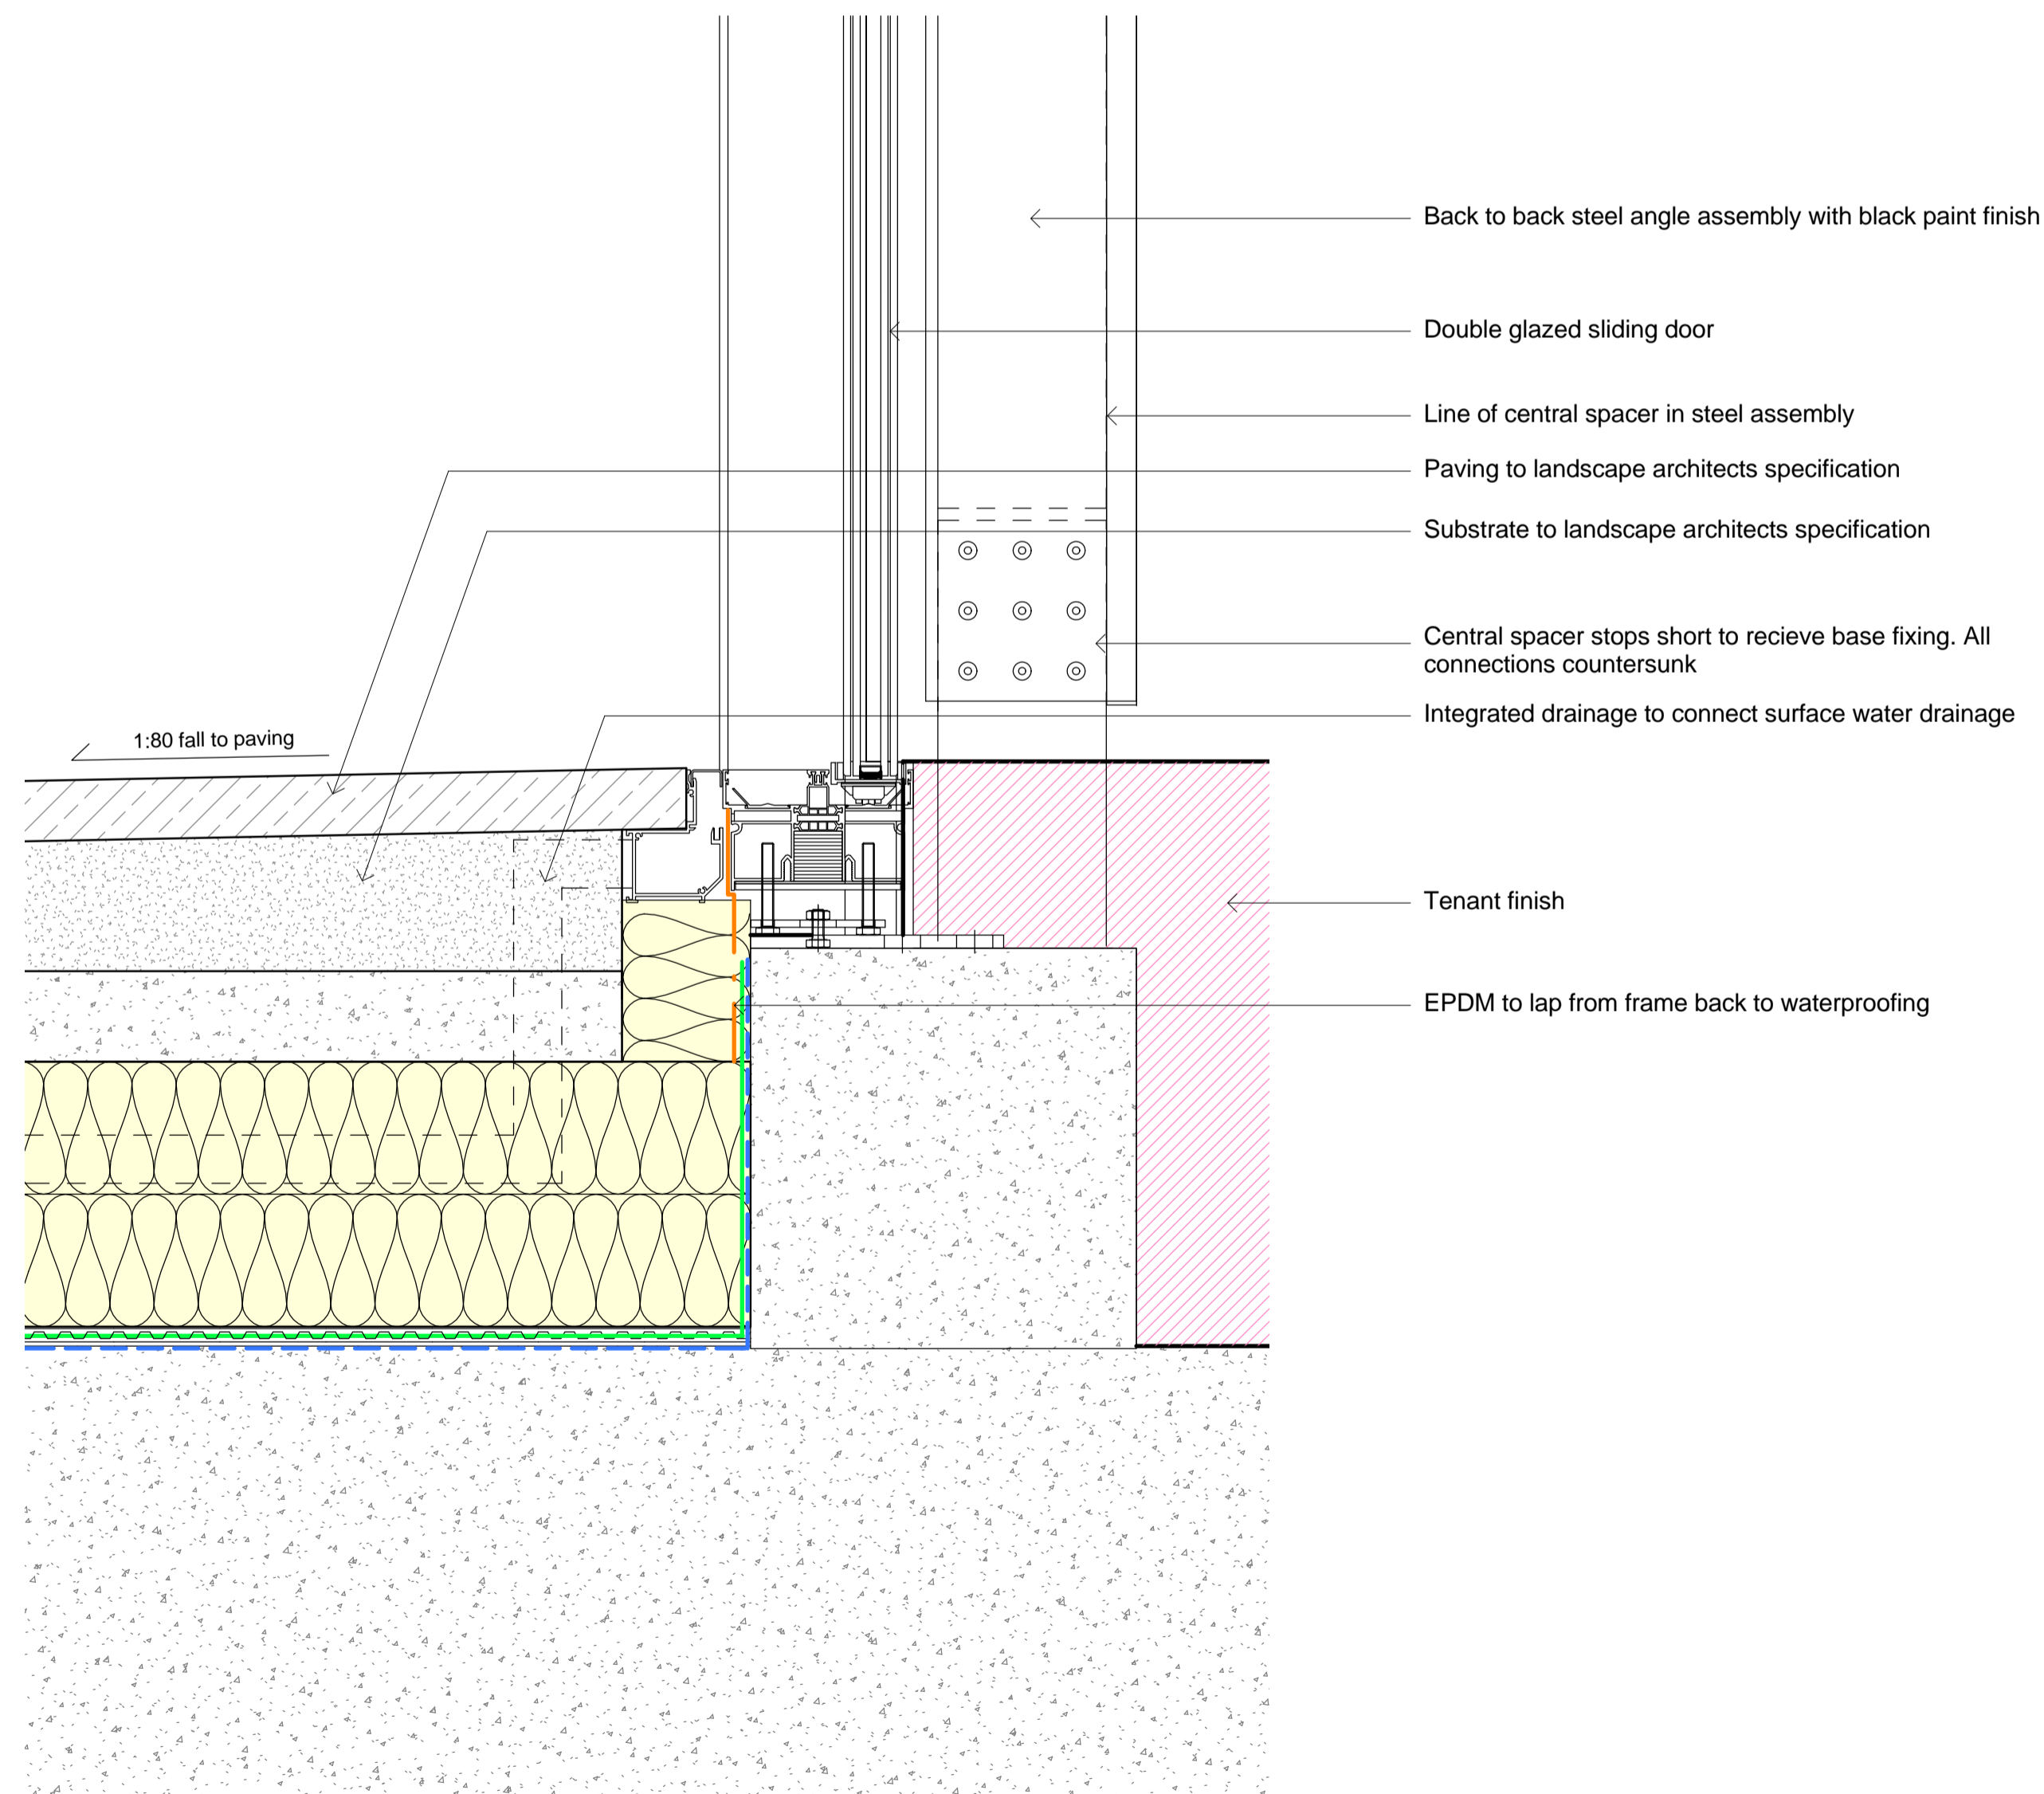 Back to back steel angle assembly with black paint finish
Double glazed sliding door
Line of central spacer in steel assembly
Paving to landscape architects specification
Substrate to landscape architects specification
Central spacer stops short to recieve base fixing. All
connections countersunk
Integrated drainage to connect surface water drainage
1:80 fall to paving
Tenant finish
EPDM to lap from frame back to waterproofing